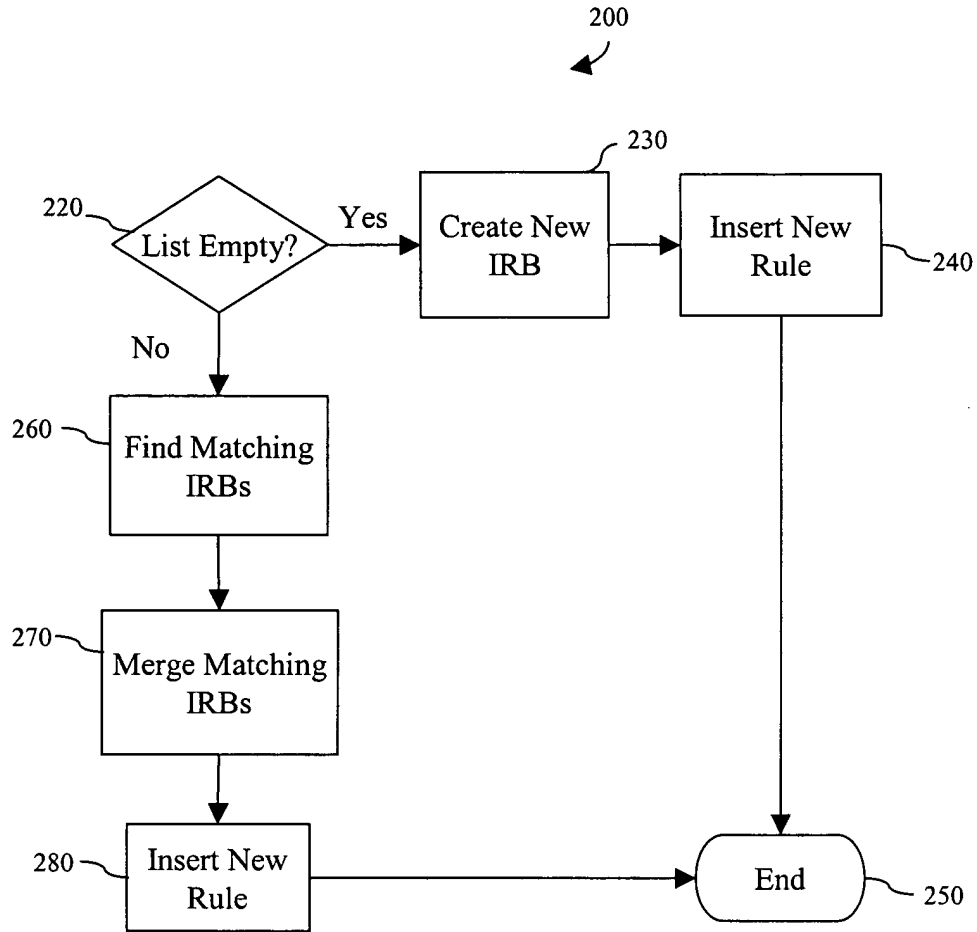 200
230
220
Yes
List Empty?
Create New
IRB
Insert New
Rule
240
No
260
Find Matching
IRBs
270
Merge Matching
IRBs
280
Insert New
Rule
End
250